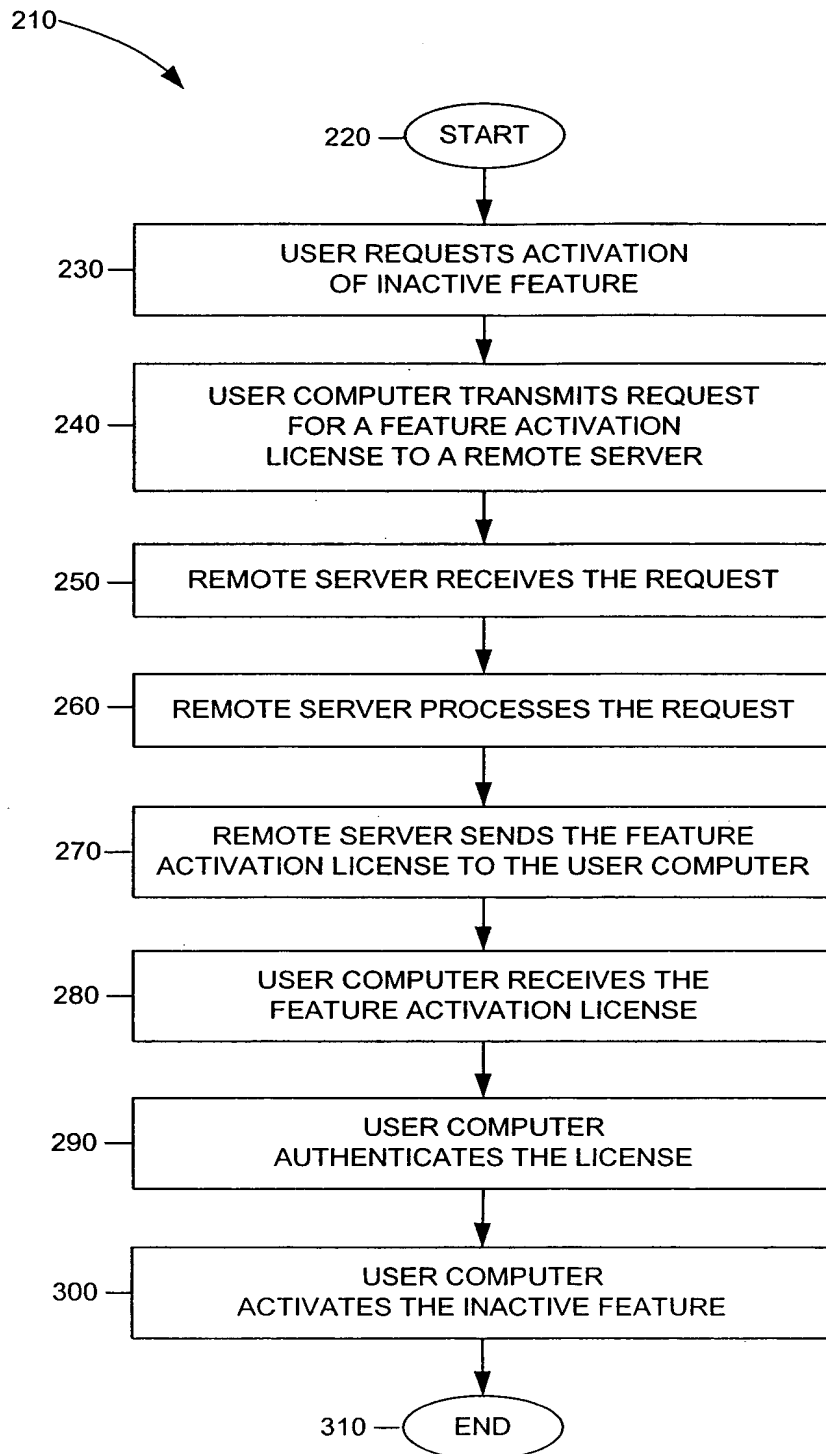 210
220
START
230
USER REQUESTS ACTIVATION
OF INACTIVE FEATURE
240
USER COMPUTER TRANSMITS REQUEST
FOR A FEATURE ACTIVATION
LICENSE TO A REMOTE SERVER
250
REMOTE SERVER RECEIVES THE REQUEST
260
REMOTE SERVER PROCESSES THE REQUEST
270
REMOTE SERVER SENDS THE FEATURE
ACTIVATION LICENSE TO THE USER COMPUTER
280
USER COMPUTER RECEIVES THE
FEATURE ACTIVATION LICENSE
290
USER COMPUTER
AUTHENTICATES THE LICENSE
300
USER COMPUTER
ACTIVATES THE INACTIVE FEATURE
310
END